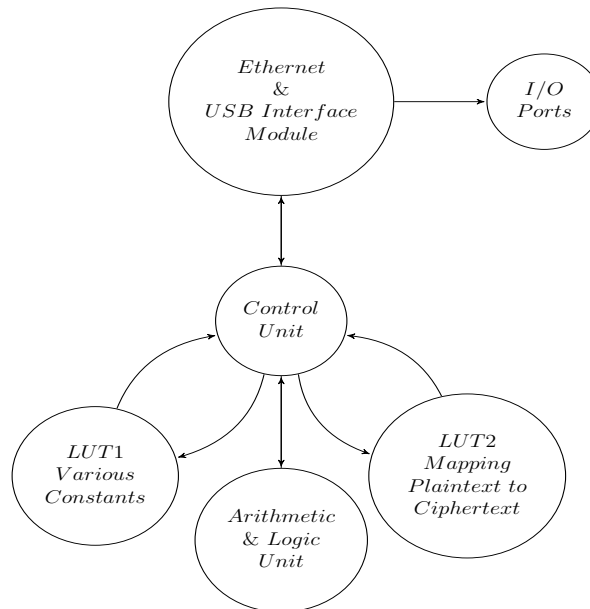 Ethernet
&
USB Interface
Module
I/O
Ports
Control
Unit
LUT1
Various
Constants
Arithmetic
& Logic
Unit
LUT2
Mapping
Plaintext to
Ciphertext